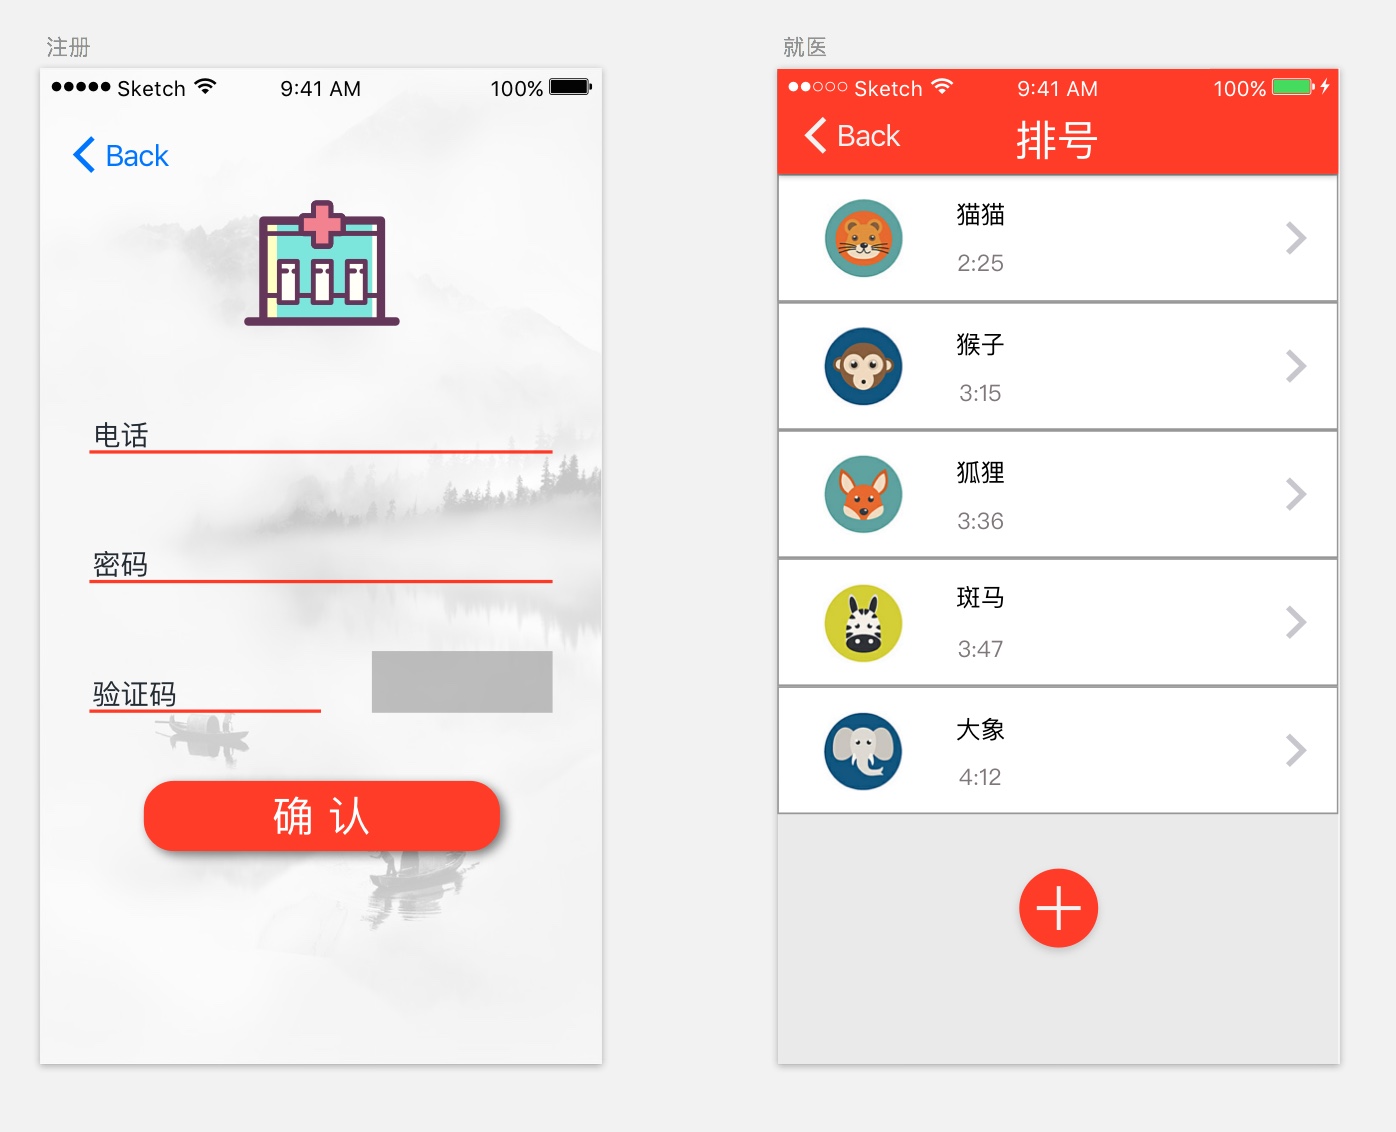 注册
Sketch 9:41 AM 100%
Back
电话
密码
验证码
确 认
就医
Sketch 9:41 AM 100%
Back 排号
猫猫
2:25
猴子
3:15
狐狸
3:36
斑马
3:47
大象
4:12